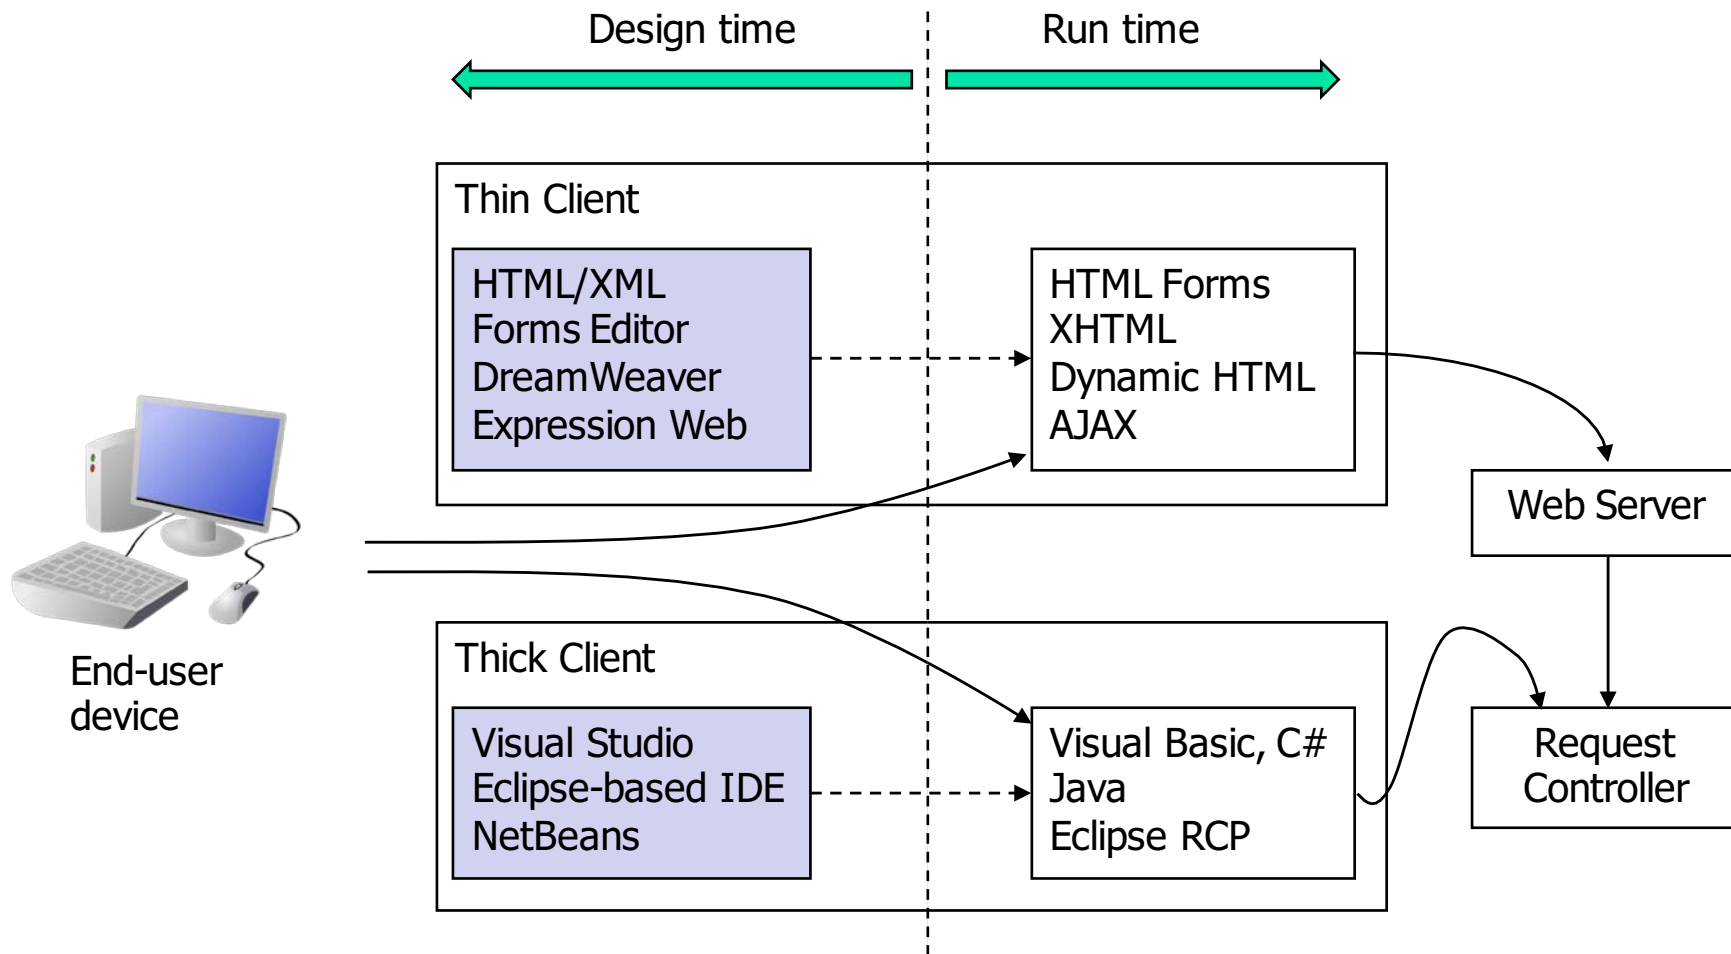 Design time
Run time
Thin Client
HTML/XML
Forms Editor
DreamWeaver
Expression Web
HTML Forms
XHTML
Dynamic HTML
AJAX
Web Server
End-user
device
Thick Client
Visual Studio
Eclipse-based IDE
NetBeans
Visual Basic, C#
Java
Eclipse RCP
Request
Controller